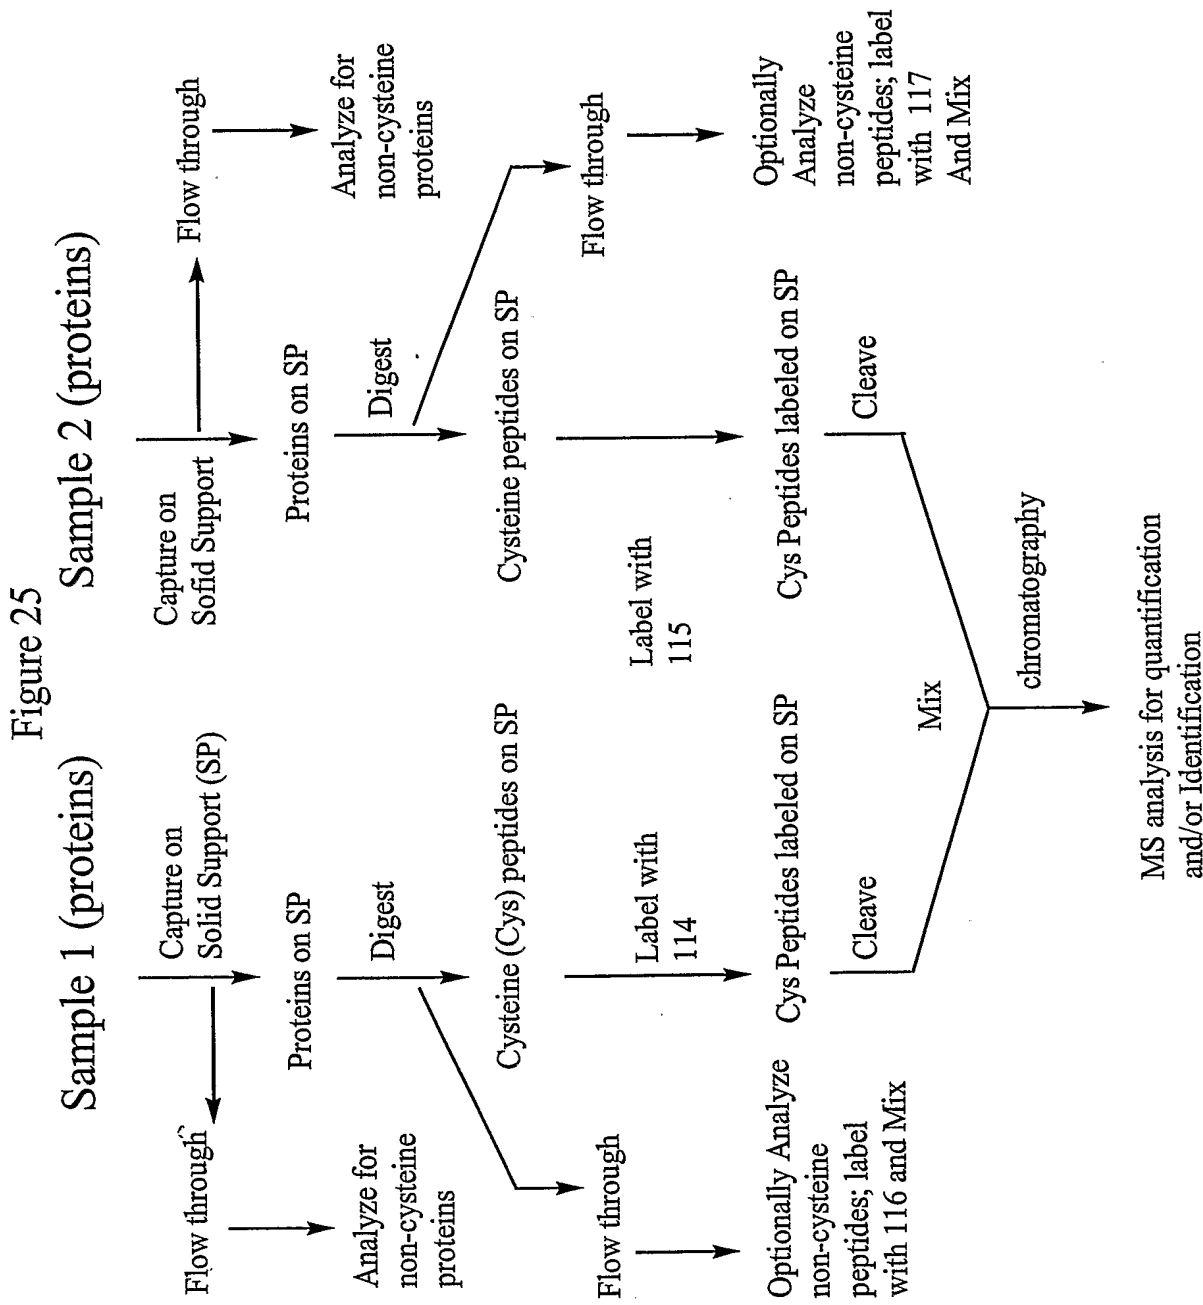 Figure 25
Sample 1 (proteins)
Capture on
Solid Support (SP)
Flow through
Analyze for
non-cysteine
proteins
Proteins on SP
Digest
Flow through
Optionally Analyze
non-cysteine
peptides; label
with 116 and Mix
Cysteine (Cys) peptides on SP
Label with
114
Cys Peptides labeled on SP
Cleave
Sample 2 (proteins)
Capture on
Sofid Support
Flow through
Analyze for
non-cysteine
proteins
Proteins on SP
Digest
Flow through
Optionally
Analyze
non-cysteine
peptides; label
with 117
And Mix
Cysteine peptides on SP
Label with
115
Cys Peptides labeled on SP
Cleave
Mix
chromatography
MS analysis for quantification
and/or Identification